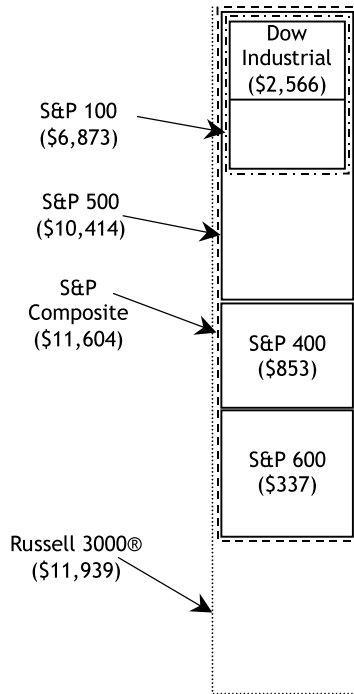 Dow
Industrial
($2,566)
S&P 100
($6,873)
S&P 500
($10,414)
S&P
Composite
($11,604)
S&P 400
($853)
S&P 600
($337)
Russell 3000®
($11,939)